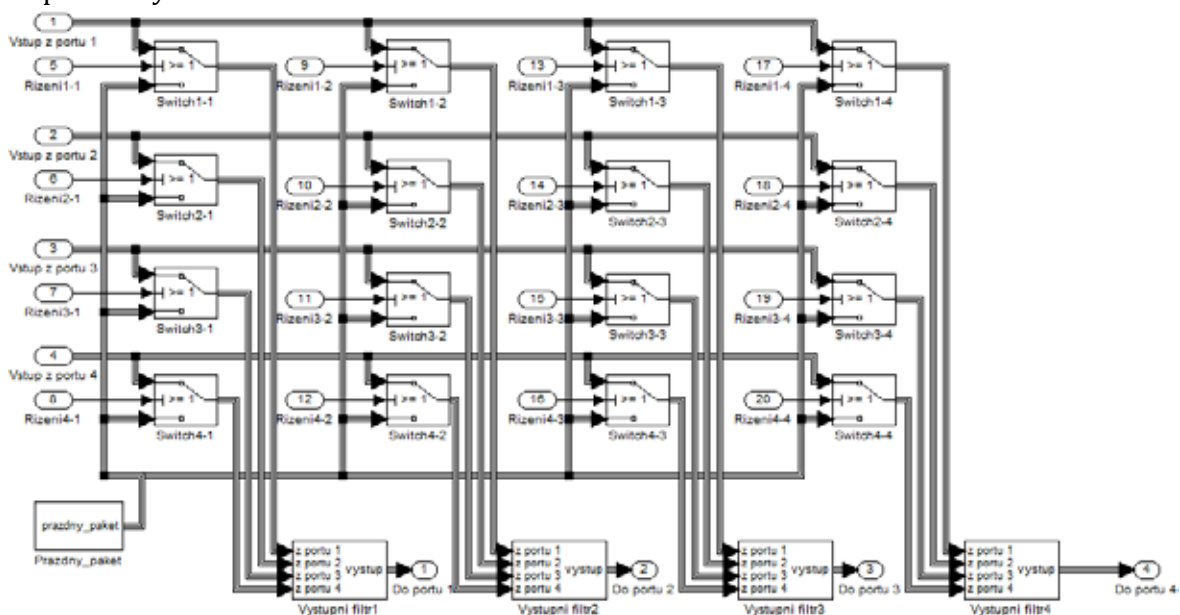 1
Vstup z portu 1
5
>= 1
9
>= 1
13
>= 1
17
>= 1
Rizeni1-1
Switch1-1
Rizeni1-2
Switch1-2
Rizeni1-3
Switch1-3
Rizeni1-4
Switch1-4
2
Vstup z portu 2
6
>= 1
10
>= 1
14
>= 1
18
>= 1
Rizeni2-1
Switch2-1
Rizeni2-2
Switch2-2
Rizeni2-3
Switch2-3
Rizeni2-4
Switch2-4
3
Vstup z portu 3
7
>= 1
11
>= 1
15
>= 1
19
>= 1
Rizeni3-1
Switch3-1
Rizeni3-2
Switch3-2
Rizeni3-3
Switch3-3
Rizeni3-4
Switch3-4
4
Vstup z portu 4
8
>= 1
12
>= 1
16
>= 1
20
>= 1
Rizeni4-1
Switch4-1
Rizeni4-2
Switch4-2
Rizeni4-3
Switch4-3
Rizeni4-4
Switch4-4
prazdny_paket
Prazdny_paket
z portu 1
z portu 2
z portu 3
z portu 4
vystup
1
Do portu 1
Vystupni filtr1
z portu 1
z portu 2
z portu 3
z portu 4
vystup
2
Do portu 2
Vystupni filtr2
z portu 1
z portu 2
z portu 3
z portu 4
vystup
3
Do portu 3
Vystupni filtr3
z portu 1
z portu 2
z portu 3
z portu 4
vystup
4
Do portu 4-
Vystupni filtr4